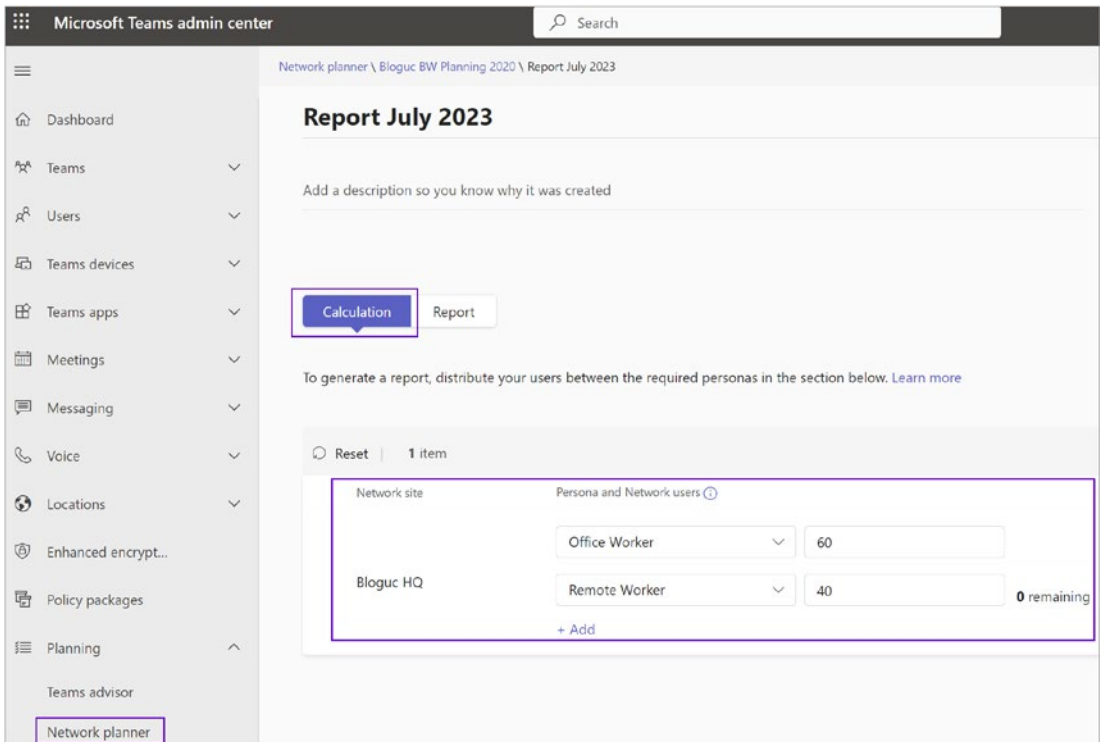 Microsoft Teams admin center
Search
Network planner \ Bloguc BW Planning 2020 \ Report July 2023
Dashboard
Teams
Users
Teams devices
Teams apps
Meetings
Messaging
Voice
Locations
Enhanced encrypt...
Policy packages
Planning
Teams advisor
Network planner
Report July 2023
Add a description so you know why it was created
Calculation Report
To generate a report, distribute your users between the required personas in the section below. Learn more
Reset | 1 item
Network site Persona and Network users
Office Worker 60
Bloguc HQ Remote Worker 40 0 remaining
+ Add